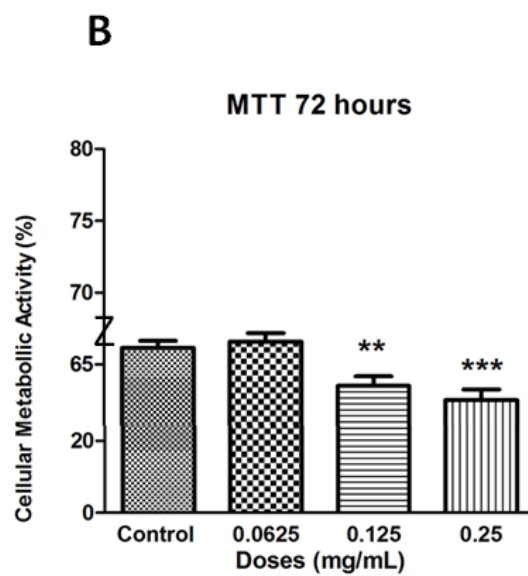 B
MTT 72 hours
Cellular Metabollic Activity (%)
80
75
70
65
20
0
** ***
Control 0.0625 0.125 0.25
Doses (mg/mL)